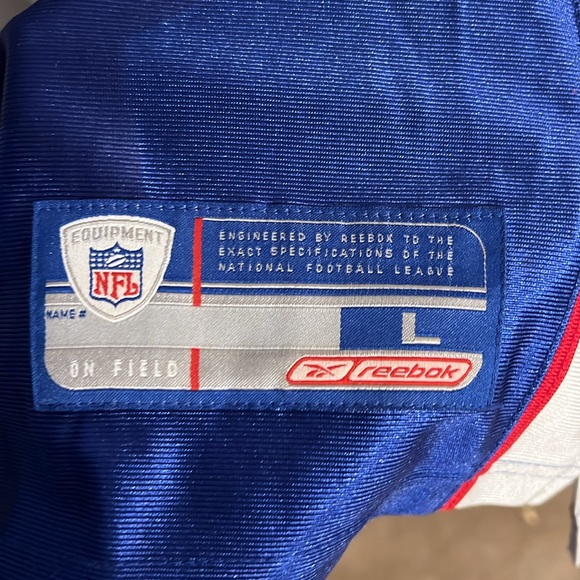 EQUIPMENT
NFL
ENGINEERED BY REEBOK TO THE
EXACT SPECIFICATIONS OF THE
NATIONAL FOOTBALL LEAGUE
NAME #
L
ON FIELD
Reebok